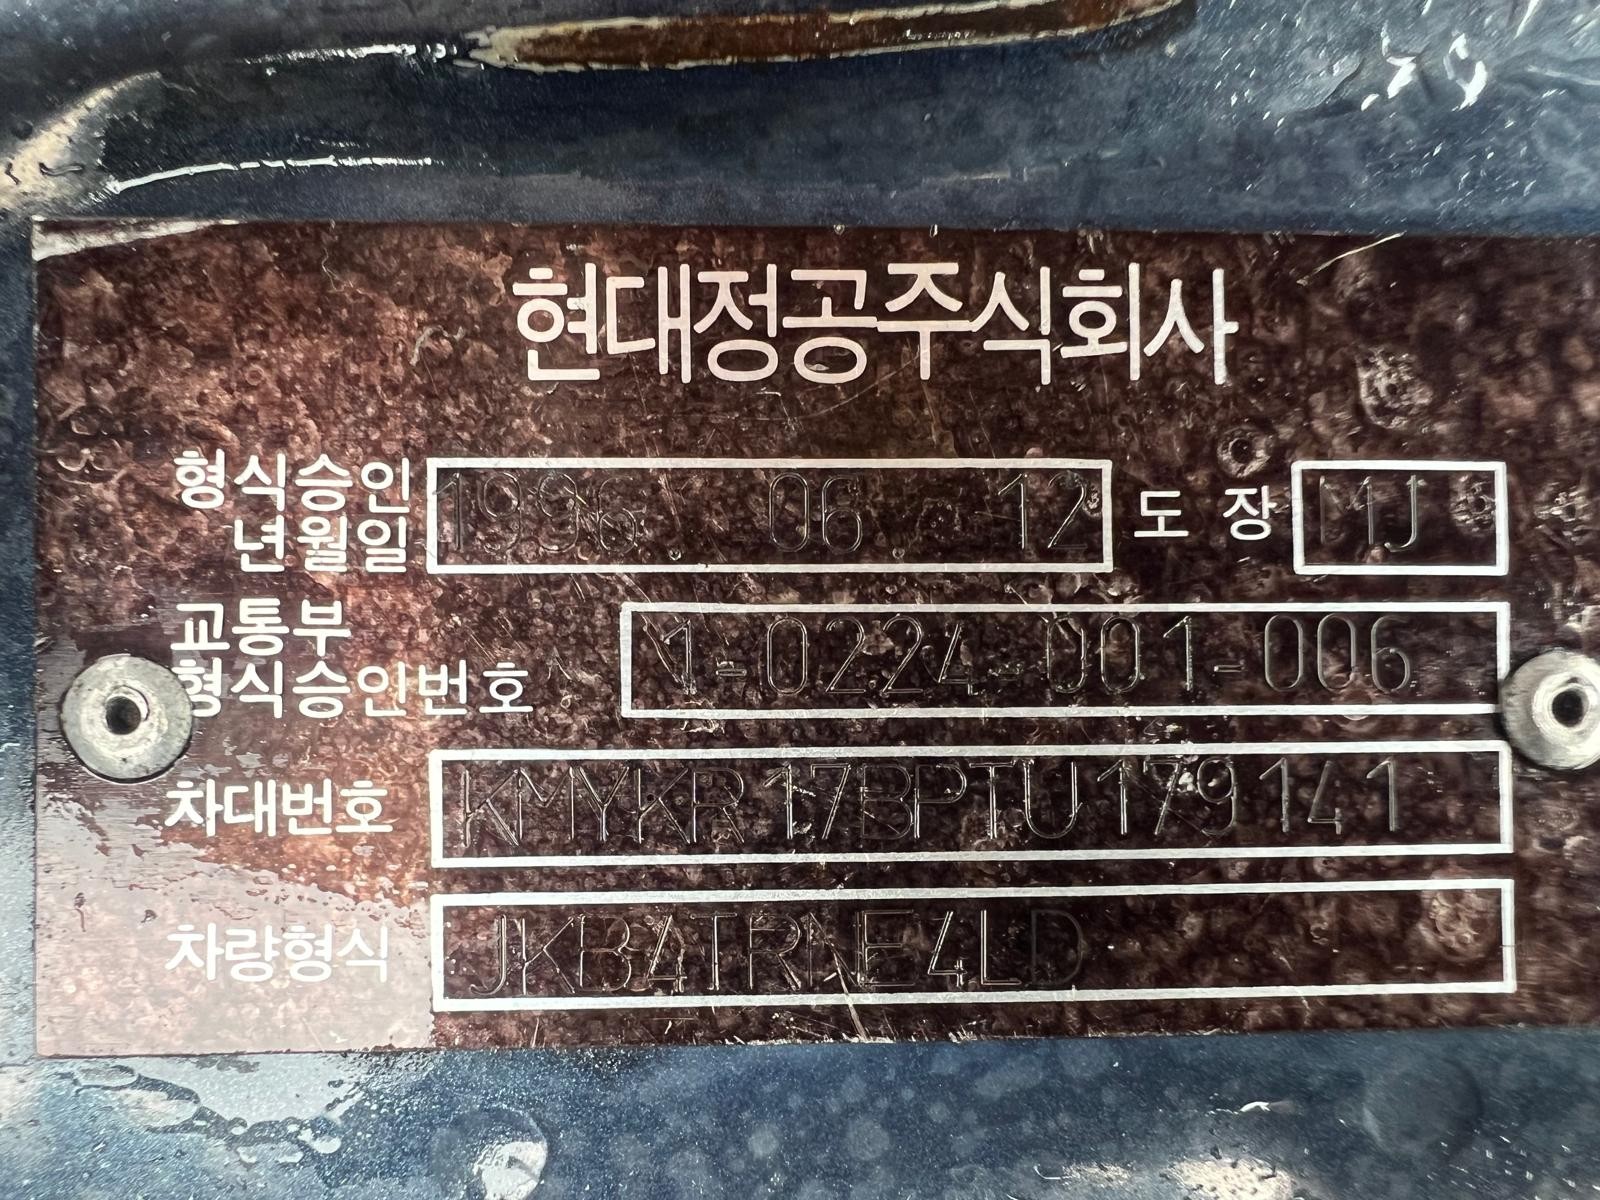 현대정공주식회사
형식승인 년월일 1996. 06. 12 도장 MJ
교통부 형식승인번호 1-0224-001-006
차대번호 KMYKR17BPTU179141
차량형식 JKB4TRNE4LD